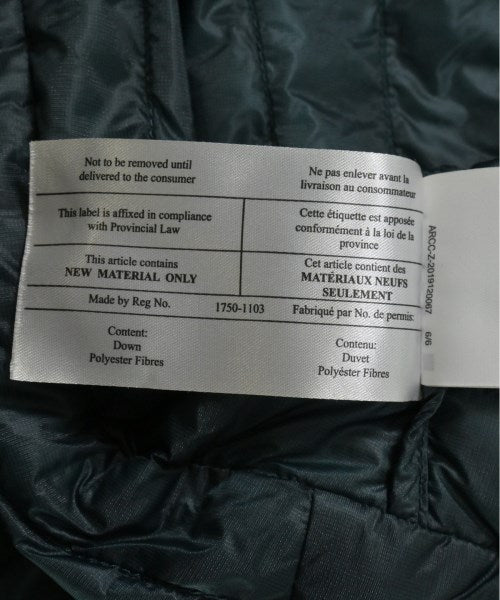 Not to be removed until
delivered to the consumer
Ne pas enlever avant la
livraison au consommateur
This label is affixed in compliance
with Provincial Law
Cette étiquette est apposée
conformément à la loi de la
province
This article contains
NEW MATERIAL ONLY
Cet article contient des
MATÉRIAUX NEUFS
SEULEMENT
Made by Reg No. 1750-1103 Fabriqué par No. de permis:
Content:
Down
Polyester Fibres
Contenu:
Duvet
Polyéster Fibres
ARCC-Z-2019120067 6/6